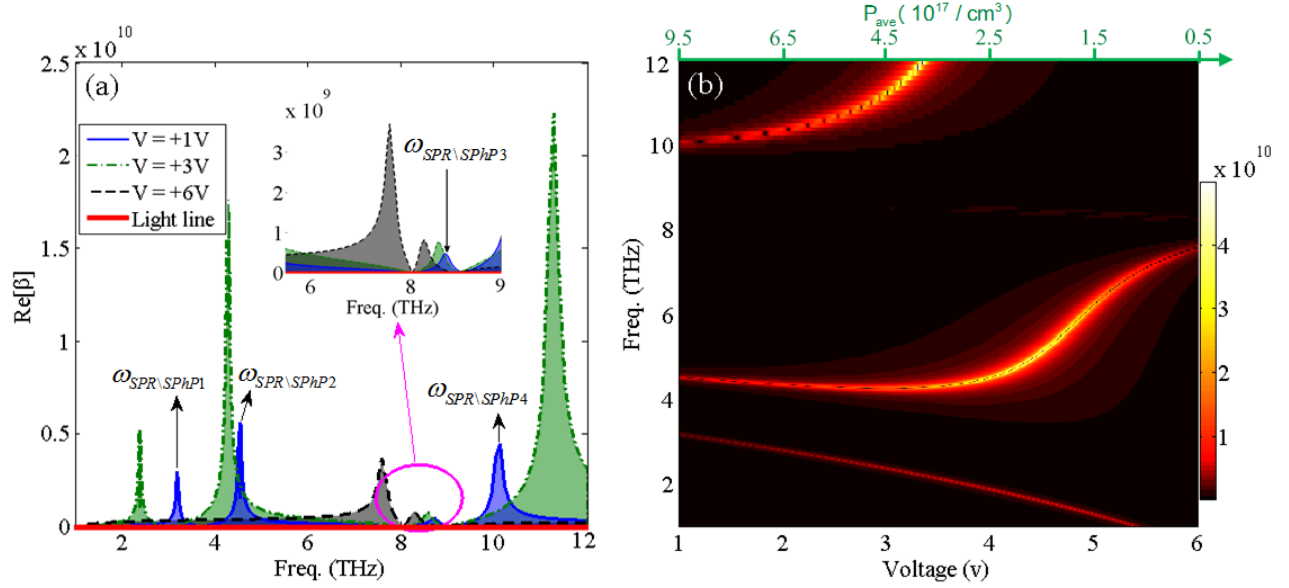 x 10^10
(a)
2.5
2
1.5
1
0.5
0
Re[β]
V = +1V
V = +3V
V = +6V
Light line
x 10^9
3
2
1
0
6
8
9
Freq. (THz)
ω_SPR\SPhP3
ω_SPR\SPhP1
ω_SPR\SPhP2
ω_SPR\SPhP4
2
4
6
8
10
12
Freq. (THz)
P_ave ( 10^17 / cm^3)
9.5
6.5
4.5
2.5
1.5
0.5
(b)
12
10
8
6
4
2
Freq. (THz)
1
2
3
4
5
6
Voltage (v)
x 10^10
4
3
2
1